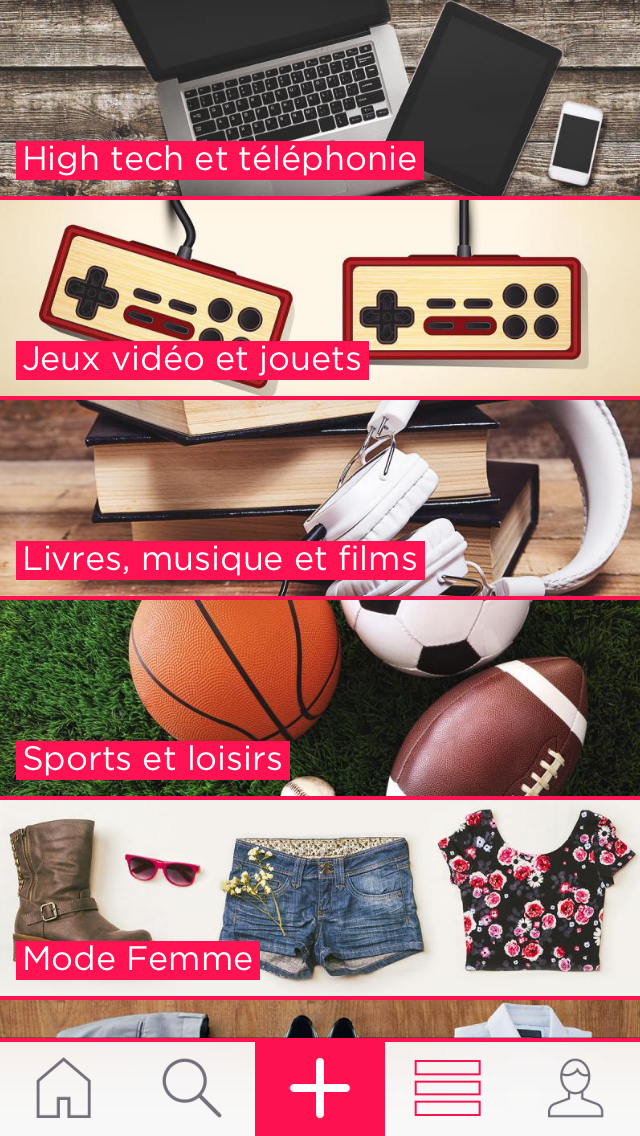 High tech et téléphonie
Jeux vidéo et jouets
Livres, musique et films
Sports et loisirs
Mode Femme